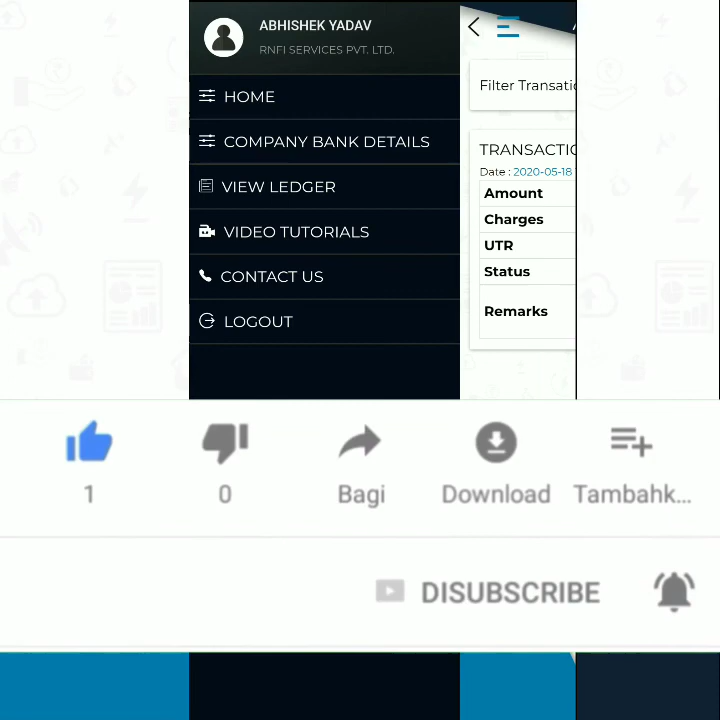 ABHISHEK YADAV
RNFI SERVICES PVT. LTD.
HOME
COMPANY BANK DETAILS
VIEW LEDGER
VIDEO TUTORIALS
CONTACT US
LOGOUT
Filter
Date : 2020-05-18
Amount
Charges
UTR
Status
Remarks
1
0
Bagi
Download
Tambahk...
DISUBSCRIBE